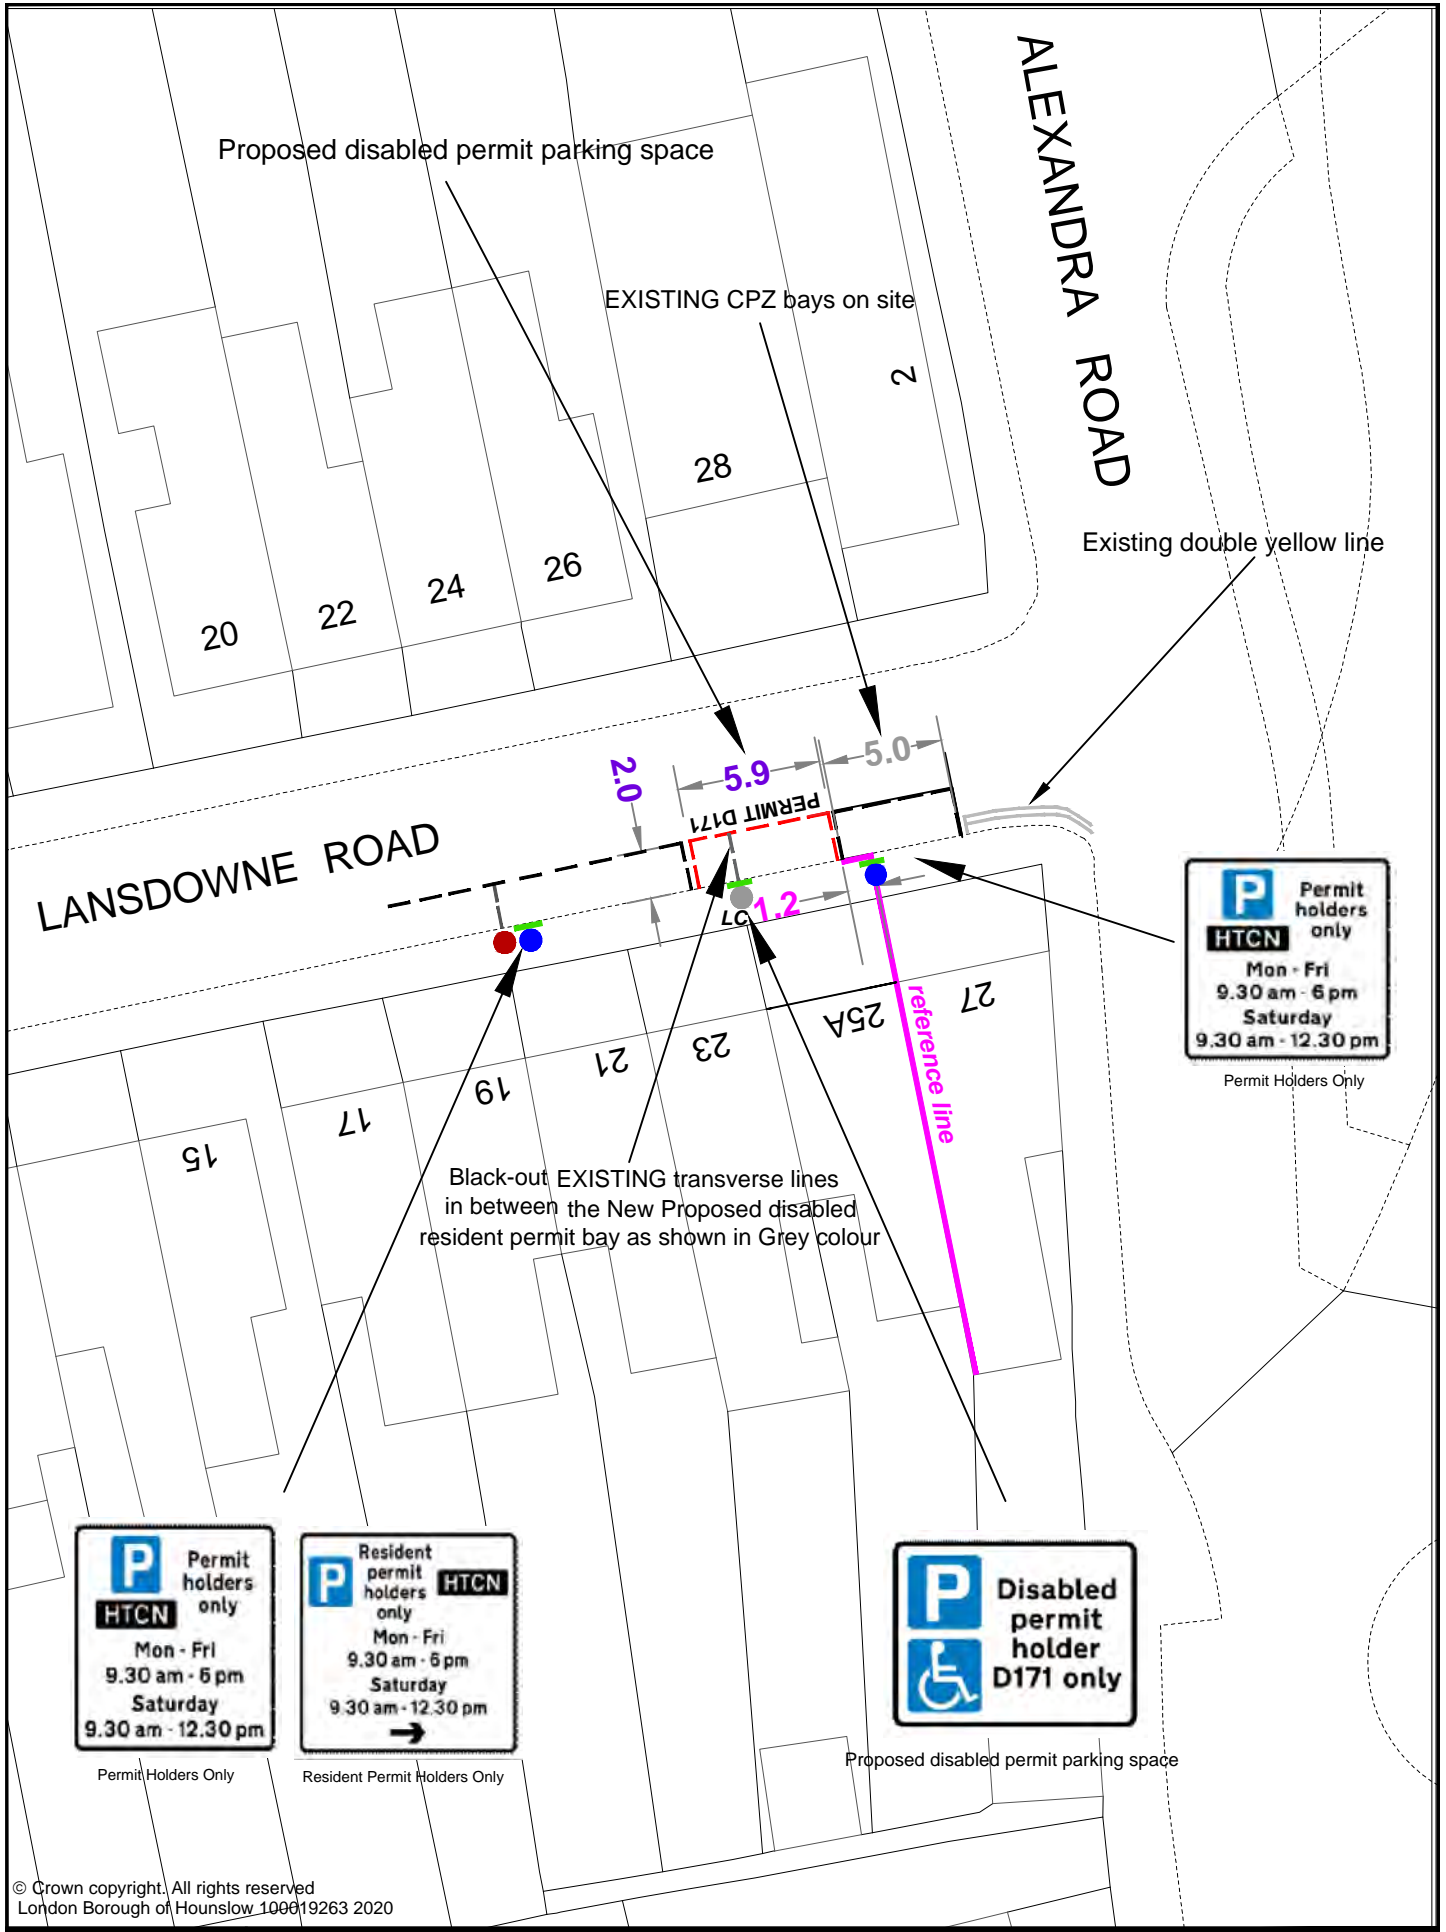 ALEXANDRA ROAD
Proposed disabled permit parking space
EXISTING CPZ bays on site
2
28
Existing double yellow line
26
24
22
20
5.0
5.9
2.0
PERMIT D171
LANSDOWNE ROAD
LC
1.2
P
Permit
holders
only
HTCN
Mon - Fri
9.30 am - 6 pm
Saturday
9.30 am - 12.30 pm
Permit Holders Only
27
25A
23
21
19
17
15
reference line
Black-out EXISTING transverse lines
in between the New Proposed disabled
resident permit bay as shown in Grey colour
P
Permit
holders
only
HTCN
Mon - Fri
9.30 am - 6 pm
Saturday
9.30 am - 12.30 pm
Permit Holders Only
P
Resident
permit
holders
only
HTCN
Mon - Fri
9.30 am - 6 pm
Saturday
9.30 am - 12.30 pm
Resident Permit Holders Only
P
Disabled
permit
holder
D171 only
Proposed disabled permit parking space
© Crown copyright. All rights reserved
London Borough of Hounslow 100019263 2020